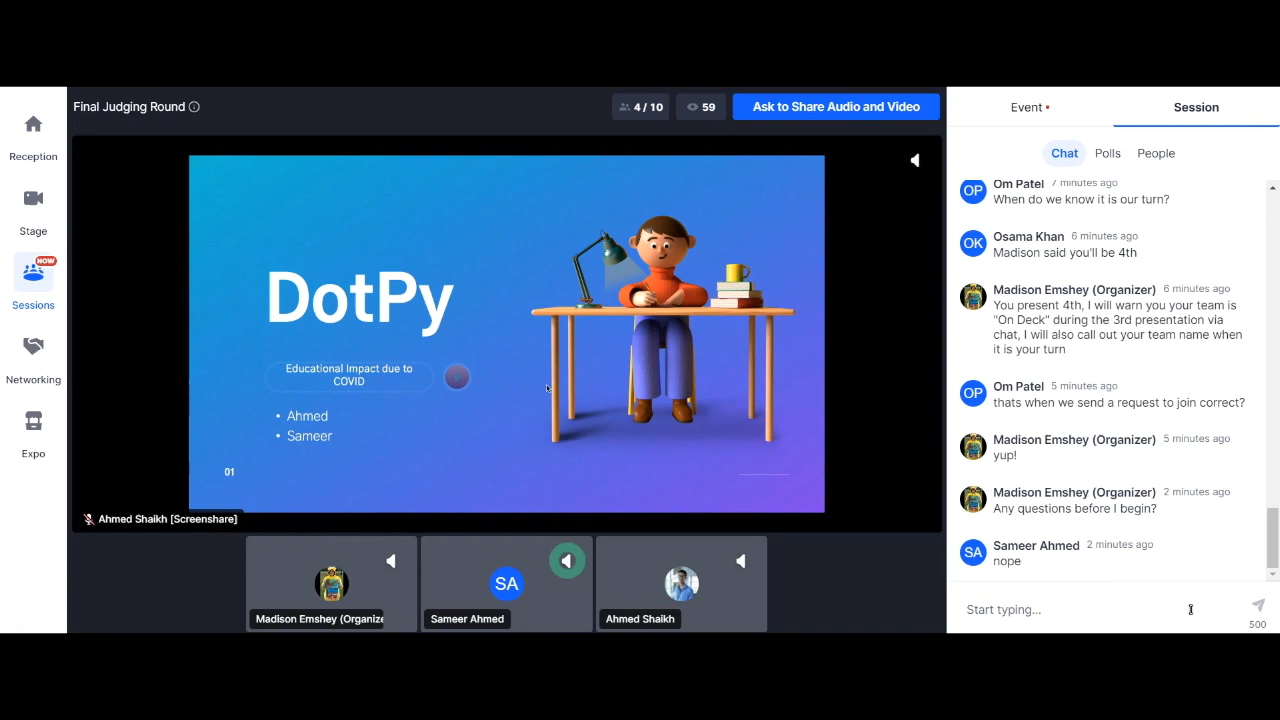 Final Judging Round
4 / 10
59
Ask to Share Audio and Video
Event
Session
Reception
Stage
NOW
Sessions
Networking
Expo
DotPy
Educational Impact due to
COVID
• Ahmed
• Sameer
01
Ahmed Shaikh [Screenshare]
Madison Emshey (Organize
SA
Sameer Ahmed
Ahmed Shaikh
Chat
Polls
People
OP
Om Patel 7 minutes ago
When do we know it is our turn?
OK
Osama Khan 6 minutes ago
Madison said you'll be 4th
Madison Emshey (Organizer) 6 minutes ago
You present 4th, I will warn you your team is
"On Deck" during the 3rd presentation via
chat, I will also call out your team name when
it is your turn
OP
Om Patel 5 minutes ago
thats when we send a request to join correct?
Madison Emshey (Organizer) 5 minutes ago
yup!
Madison Emshey (Organizer) 2 minutes ago
Any questions before I begin?
SA
Sameer Ahmed 2 minutes ago
nope
Start typing...
500